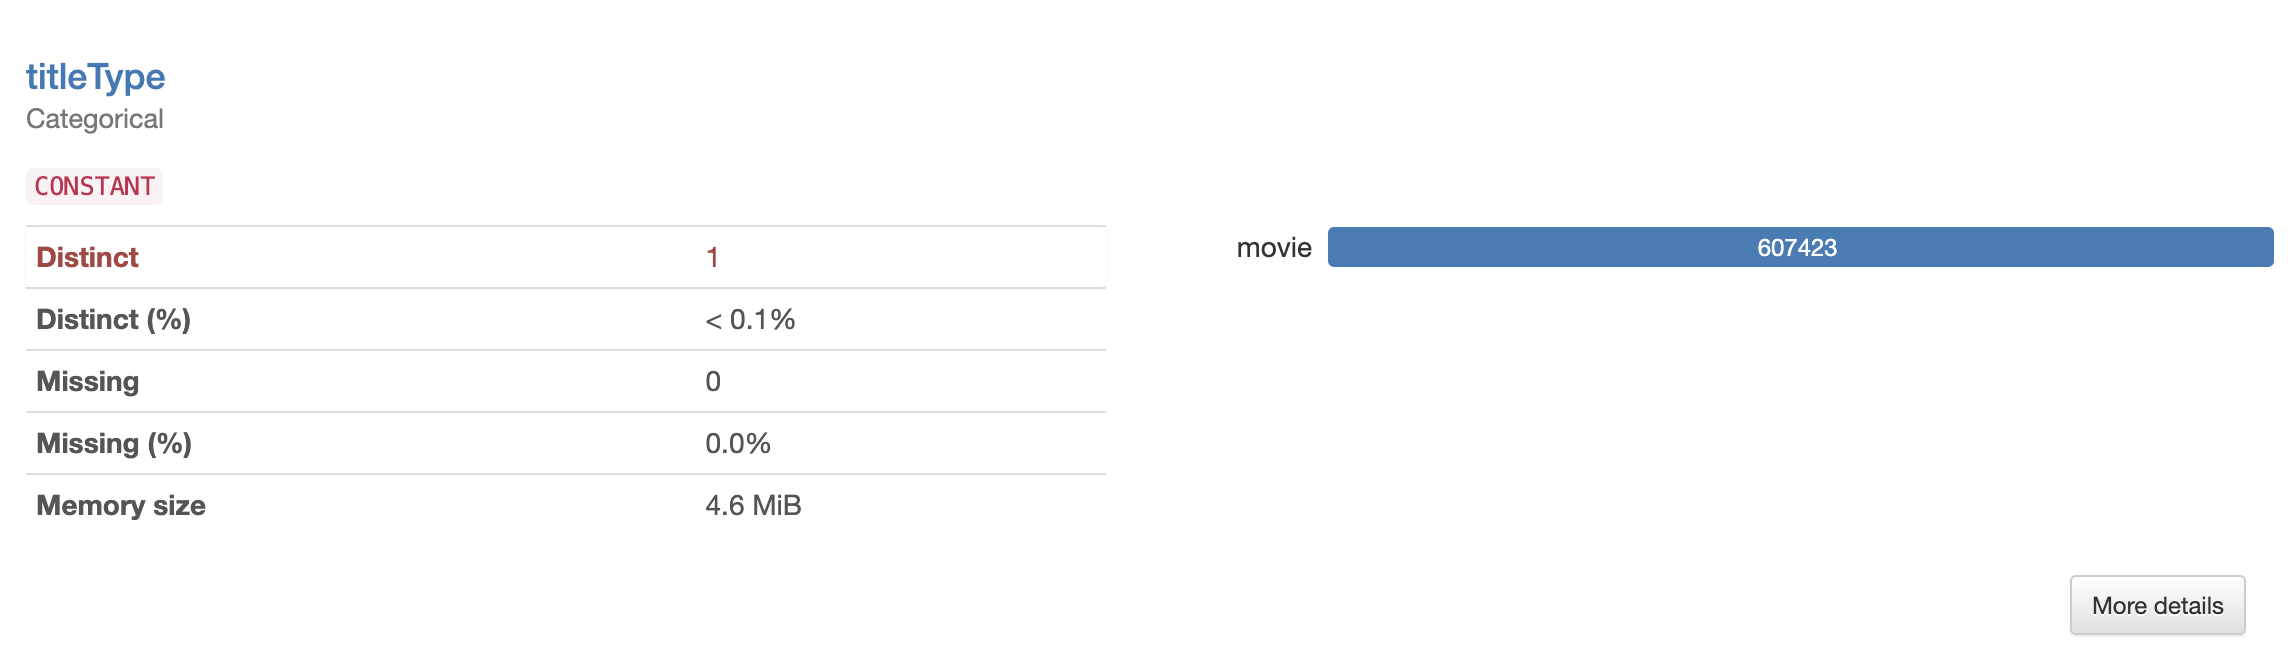 titleType
Categorical
CONSTANT
Distinct 1
Distinct (%) < 0.1%
Missing 0
Missing (%) 0.0%
Memory size 4.6 MiB
movie 607423
More details